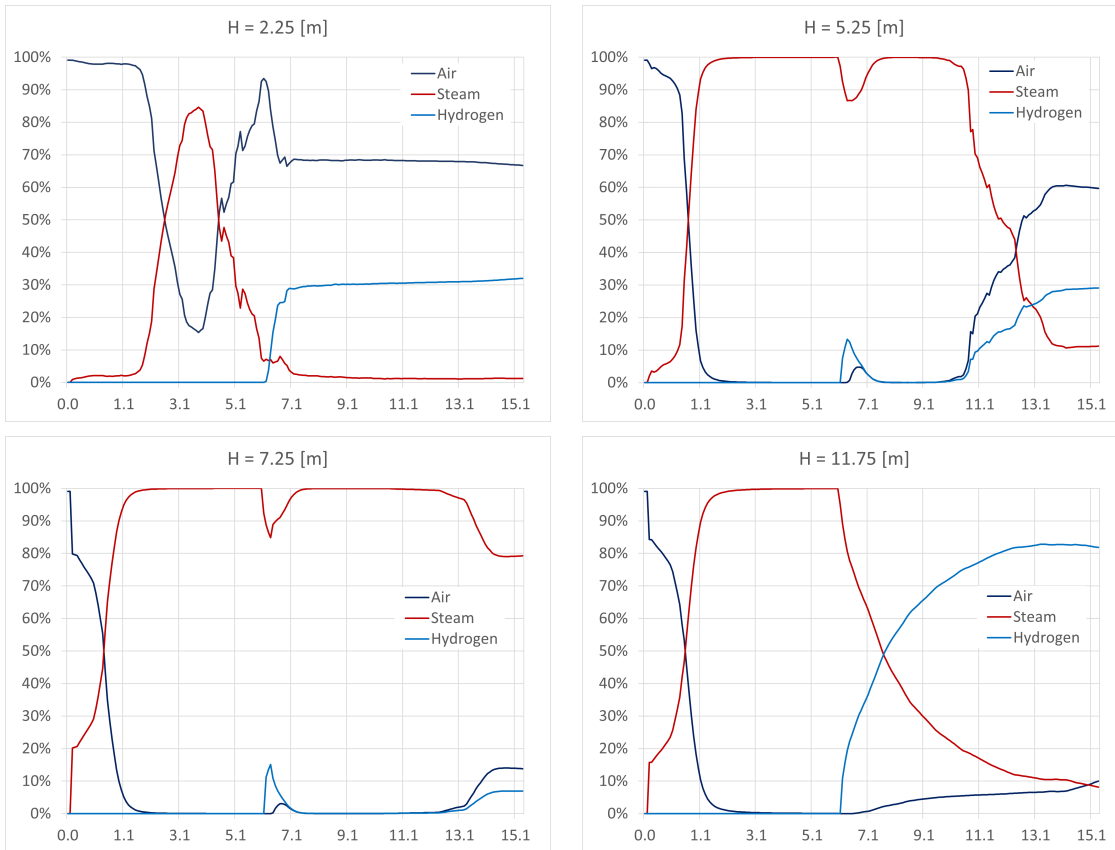 H = 2.25 [m]
100%
90%
80%
70%
60%
50%
40%
30%
20%
10%
0%
Air
Steam
Hydrogen
0.0 1.1 3.1 5.1 7.1 9.1 11.1 13.1 15.1
H = 5.25 [m]
100%
90%
80%
70%
60%
50%
40%
30%
20%
10%
0%
Air
Steam
Hydrogen
0.0 1.1 3.1 5.1 7.1 9.1 11.1 13.1 15.1
H = 7.25 [m]
100%
90%
80%
70%
60%
50%
40%
30%
20%
10%
0%
Air
Steam
Hydrogen
0.0 1.1 3.1 5.1 7.1 9.1 11.1 13.1 15.1
H = 11.75 [m]
100%
90%
80%
70%
60%
50%
40%
30%
20%
10%
0%
Air
Steam
Hydrogen
0.0 1.1 3.1 5.1 7.1 9.1 11.1 13.1 15.1